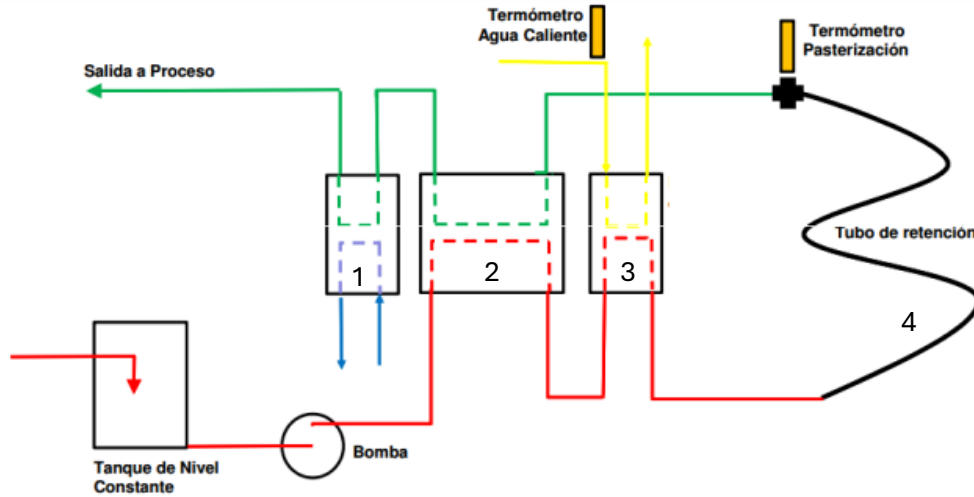 Termómetro
Agua Caliente
Termómetro
Pasterización
Salida a Proceso
Tubo de retención
1
2
3
4
Bomba
Tanque de Nivel
Constante